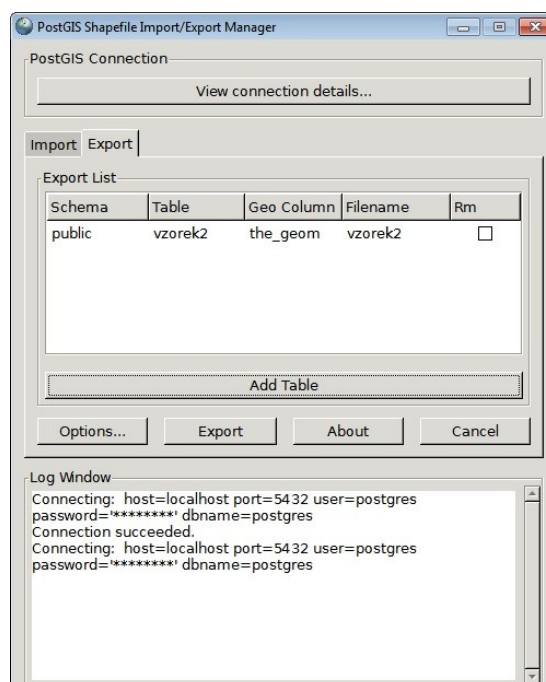 PostGIS Shapefile Import/Export Manager
PostGIS Connection
View connection details...
Import Export
Export List
Schema Table Geo Column Filename Rm
public vzorek2 the_geom vzorek2
Add Table
Options... Export About Cancel
Log Window
Connecting: host=localhost port=5432 user=postgres
password='********' dbname=postgres
Connection succeeded.
Connecting: host=localhost port=5432 user=postgres
password='********' dbname=postgres